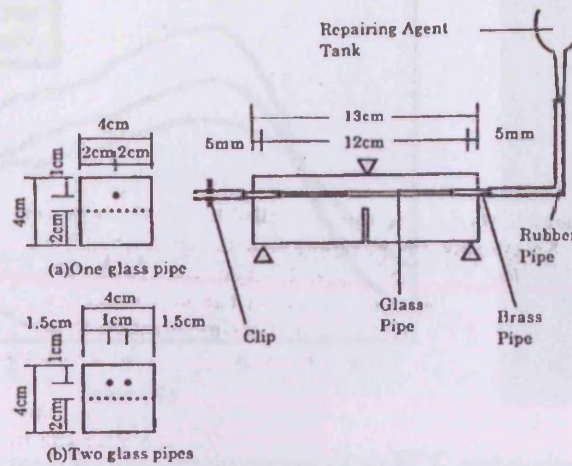 Repairing Agent
Tank
4cm
2cm 2cm
1cm
4cm
2cm
(a)One glass pipe
13cm
5mm
12cm
5mm
Rubber
Pipe
Glass
Pipe
Brass
Pipe
Clip
4cm
1.5cm
1cm
1.5cm
1cm
4cm
2cm
(b)Two glass pipes